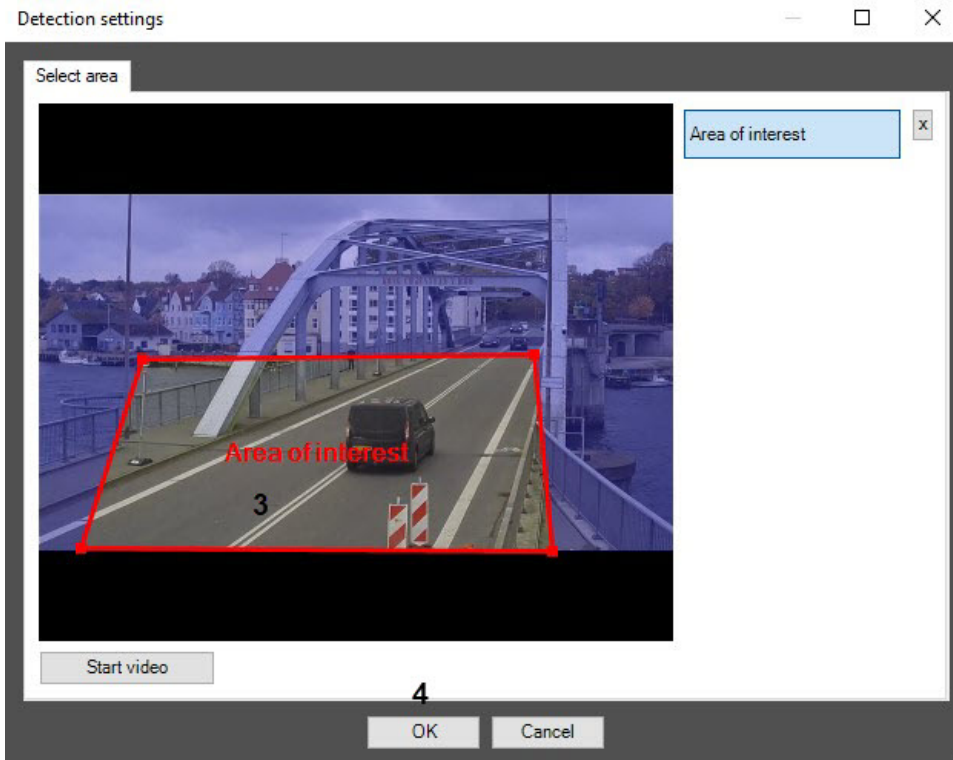 Detection settings
Select area
Area of interest
x
Area of interest
3
Start video
4
OK
Cancel